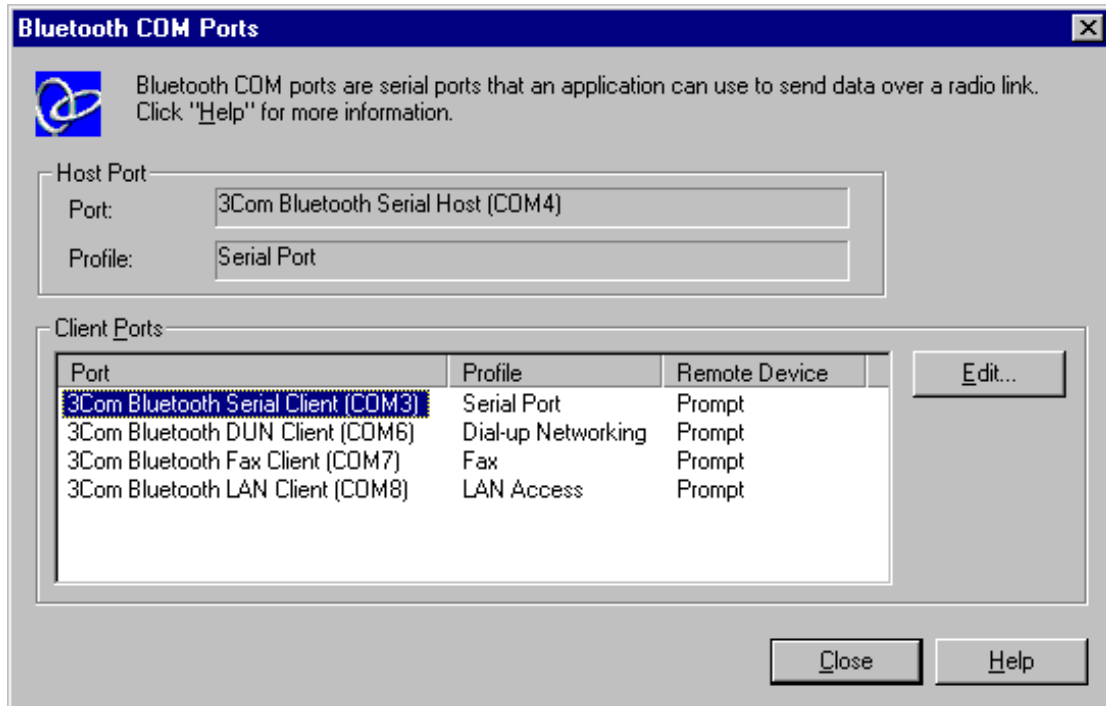 Bluetooth COM Ports
Bluetooth COM ports are serial ports that an application can use to send data over a radio link.
Click "Help" for more information.
Host Port
Port: 3Com Bluetooth Serial Host (COM4)
Profile: Serial Port
Client Ports
Port Profile Remote Device
3Com Bluetooth Serial Client (COM3) Serial Port Prompt
3Com Bluetooth DUN Client (COM6) Dial-up Networking Prompt
3Com Bluetooth Fax Client (COM7) Fax Prompt
3Com Bluetooth LAN Client (COM8) LAN Access Prompt
Edit...
Close Help